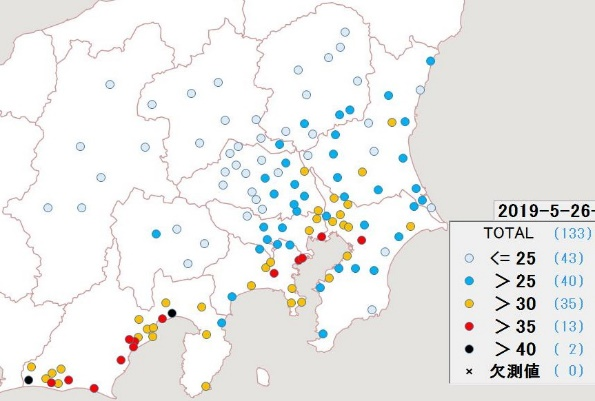 2019-5-26-
TOTAL (133)
<= 25 (43)
> 25 (40)
> 30 (35)
> 35 (13)
> 40 ( 2)
× 欠測値 ( 0)